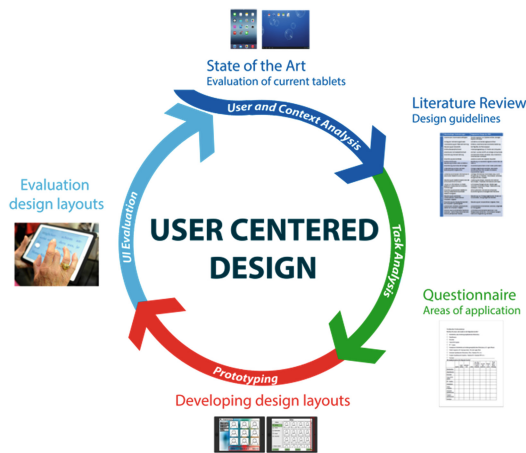 State of the Art
Evaluation of current tablets
User and Context Analysis
Literature Review
Design guidelines
Evaluation
design layouts
UI Evaluation
USER CENTERED
DESIGN
Task Analysis
Questionnaire
Areas of application
Prototyping
Developing design layouts